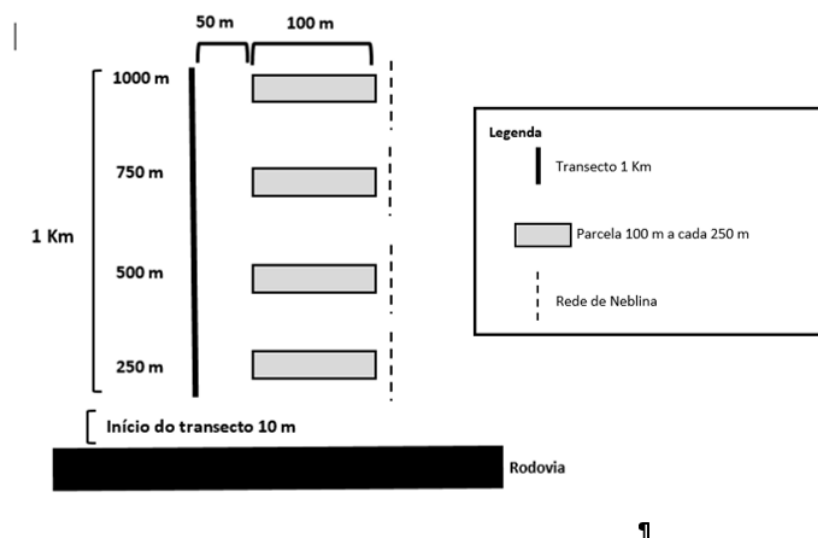 50 m
100 m
1000 m
750 m
1 Km
500 m
250 m
Início do transecto 10 m
Rodovia
Legenda
Transecto 1 Km
Parcela 100 m a cada 250 m
Rede de Neblina
¶